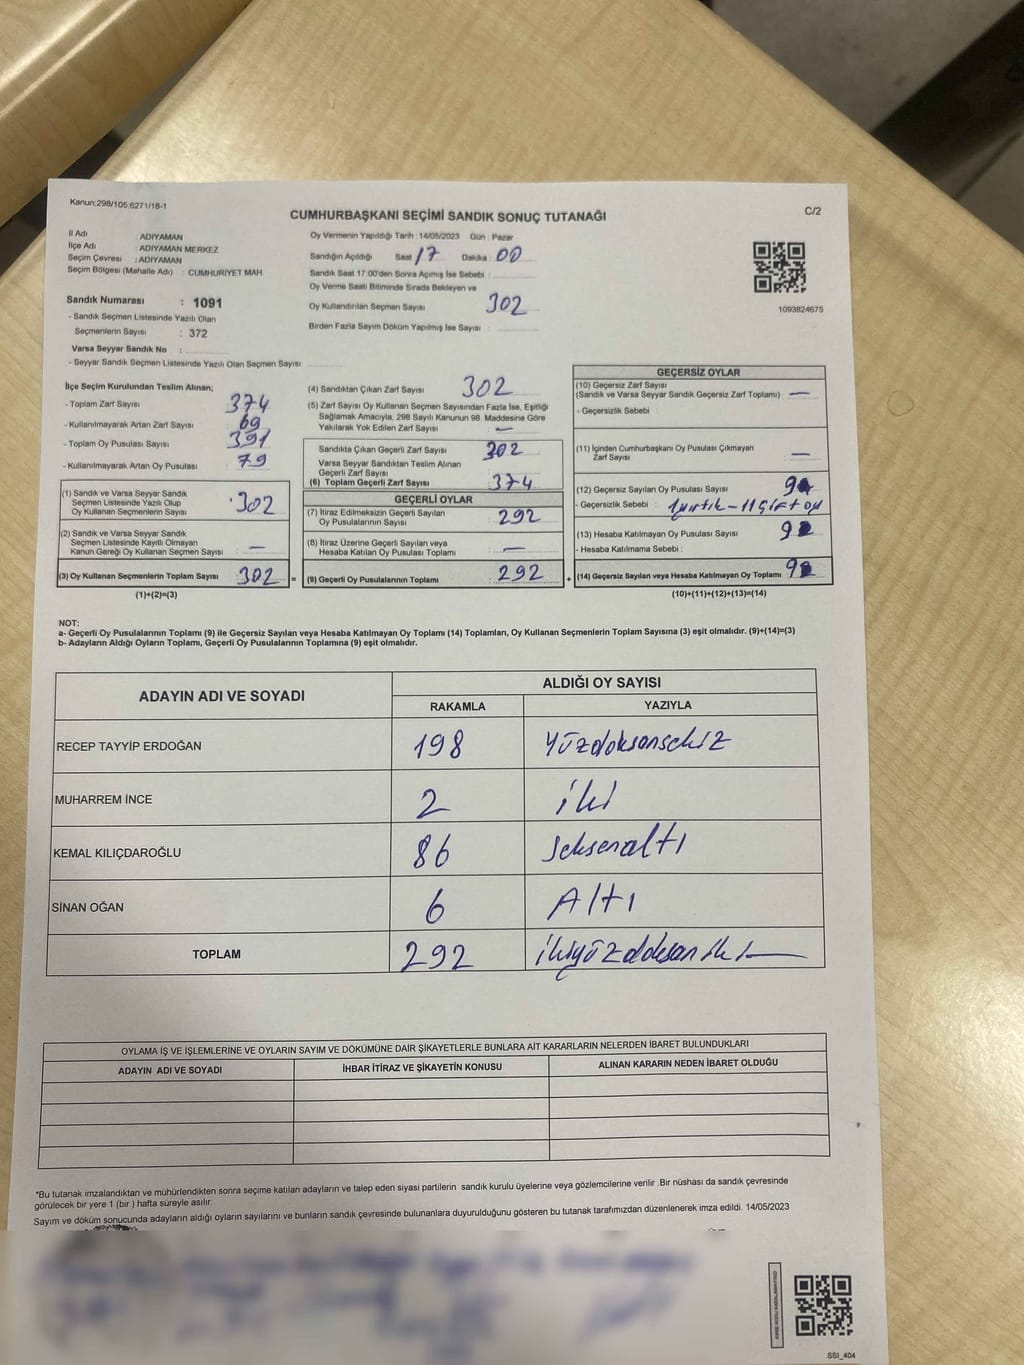 Kanun:298/105;6271/18-1
CUMHURBAŞKANI SEÇİMİ SANDIK SONUÇ TUTANAĞI
C/2
İl Adı : ADIYAMAN
İlçe Adı : ADIYAMAN MERKEZ
Seçim Çevresi : ADIYAMAN
Seçim Bölgesi (Mahalle Adı) : CUMHURİYET MAH.
Sandık Numarası : 1091
- Sandık Seçmen Listesinde Yazılı Olan
Seçmenlerin Sayısı : 372
Varsa Seyyar Sandık No :
- Seyyar Sandık Seçmen Listesinde Yazılı Olan Seçmen Sayısı :
Oy Vermenin Yapıldığı Tarih : 14/05/2023 Gün : Pazar
Sandığın Açıldığı Saat 17 Dakika : 00
Sandık Saat 17:00'den Sonra Açılmış İse Sebebi :
Oy Verme Saati Bitiminde Sırada Bekleyen ve
Oy Kullandırılan Seçmen Sayısı 302
Birden Fazla Sayım Döküm Yapılmış İse Sayısı :
1093824675
İlçe Seçim Kurulundan Teslim Alınan;
- Toplam Zarf Sayısı 374
- Kullanılmayarak Artan Zarf Sayısı 69
- Toplam Oy Pusulası Sayısı 391
- Kullanılmayarak Artan Oy Pusulası 79
(1) Sandık ve Varsa Seyyar Sandık
Seçmen Listesinde Yazılı Olup
Oy Kullanan Seçmenlerin Sayısı 302
(2) Sandık ve Varsa Seyyar Sandık
Seçmen Listesinde Kayıtlı Olmayan
Kanun Gereği Oy Kullanan Seçmen Sayısı —
(3) Oy Kullanan Seçmenlerin Toplam Sayısı 302 =
(1)+(2)=(3)
(4) Sandıktan Çıkan Zarf Sayısı 302
(5) Zarf Sayısı Oy Kullanan Seçmen Sayısından Fazla İse, Eşitliği
Sağlamak Amacıyla, 298 Sayılı Kanunun 98. Maddesine Göre
Yakılarak Yok Edilen Zarf Sayısı : —
Sandıkta Çıkan Geçerli Zarf Sayısı 302
Varsa Seyyar Sandıktan Teslim Alınan
Geçerli Zarf Sayısı
(6) Toplam Geçerli Zarf Sayısı : 374
GEÇERLİ OYLAR
(7) İtiraz Edilmeksizin Geçerli Sayılan
Oy Pusulalarının Sayısı : 292
(8) İtiraz Üzerine Geçerli Sayılan veya
Hesaba Katılan Oy Pusulası Toplamı : —
(9) Geçerli Oy Pusulalarının Toplamı : 292 +
GEÇERSİZ OYLAR
(10) Geçersiz Zarf Sayısı
(Sandık ve Varsa Seyyar Sandık Geçersiz Zarf Toplamı) —
- Geçersizlik Sebebi :
(11) İçinden Cumhurbaşkanı Oy Pusulası Çıkmayan
Zarf Sayısı —
(12) Geçersiz Sayılan Oy Pusulası Sayısı
- Geçersizlik Sebebi :
(13) Hesaba Katılmayan Oy Pusulası Sayısı
- Hesaba Katılmama Sebebi :
(14) Geçersiz Sayılan veya Hesaba Katılmayan Oy Toplamı
(10)+(11)+(12)+(13)=(14)
NOT:
a- Geçerli Oy Pusulalarının Toplamı (9) ile Geçersiz Sayılan veya Hesaba Katılmayan Oy Toplamı (14) Toplamları, Oy Kullanan Seçmenlerin Toplam Sayısına (3) eşit olmalıdır. (9)+(14)=(3)
b- Adayların Aldığı Oyların Toplamı, Geçerli Oy Pusulalarının Toplamına (9) eşit olmalıdır.
ADAYIN ADI VE SOYADI
ALDIĞI OY SAYISI
RAKAMLA YAZIYLA
RECEP TAYYİP ERDOĞAN 198 Yüzdoksansekiz
MUHARREM İNCE 2 iki
KEMAL KILIÇDAROĞLU 86 Seksenaltı
SİNAN OĞAN 6 Altı
TOPLAM 292 ikiyüzdoksaniki
OYLAMA İŞ VE İŞLEMLERİNE VE OYLARIN SAYIM VE DÖKÜMÜNE DAİR ŞİKAYETLERLE BUNLARA AİT KARARLARIN NELERDEN İBARET BULUNDUKLARI
ADAYIN ADI VE SOYADI İHBAR İTİRAZ VE ŞİKAYETİN KONUSU ALINAN KARARIN NEDEN İBARET OLDUĞU
*Bu tutanak imzalandıktan ve mühürlendikten sonra seçime katılan adayların ve talep eden siyasi partilerin sandık kurulu üyelerine veya gözlemcilerine verilir .Bir nüshası da sandık çevresinde
görülecek bir yere 1 (bir ) hafta süreyle asılır.
Sayım ve döküm sonucunda adayların aldığı oyların sayılarını ve bunların sandık çevresinde bulunanlara duyurulduğunu gösteren bu tutanak tarafımızdan düzenlenerek imza edildi. 14/05/2023
SSI_404